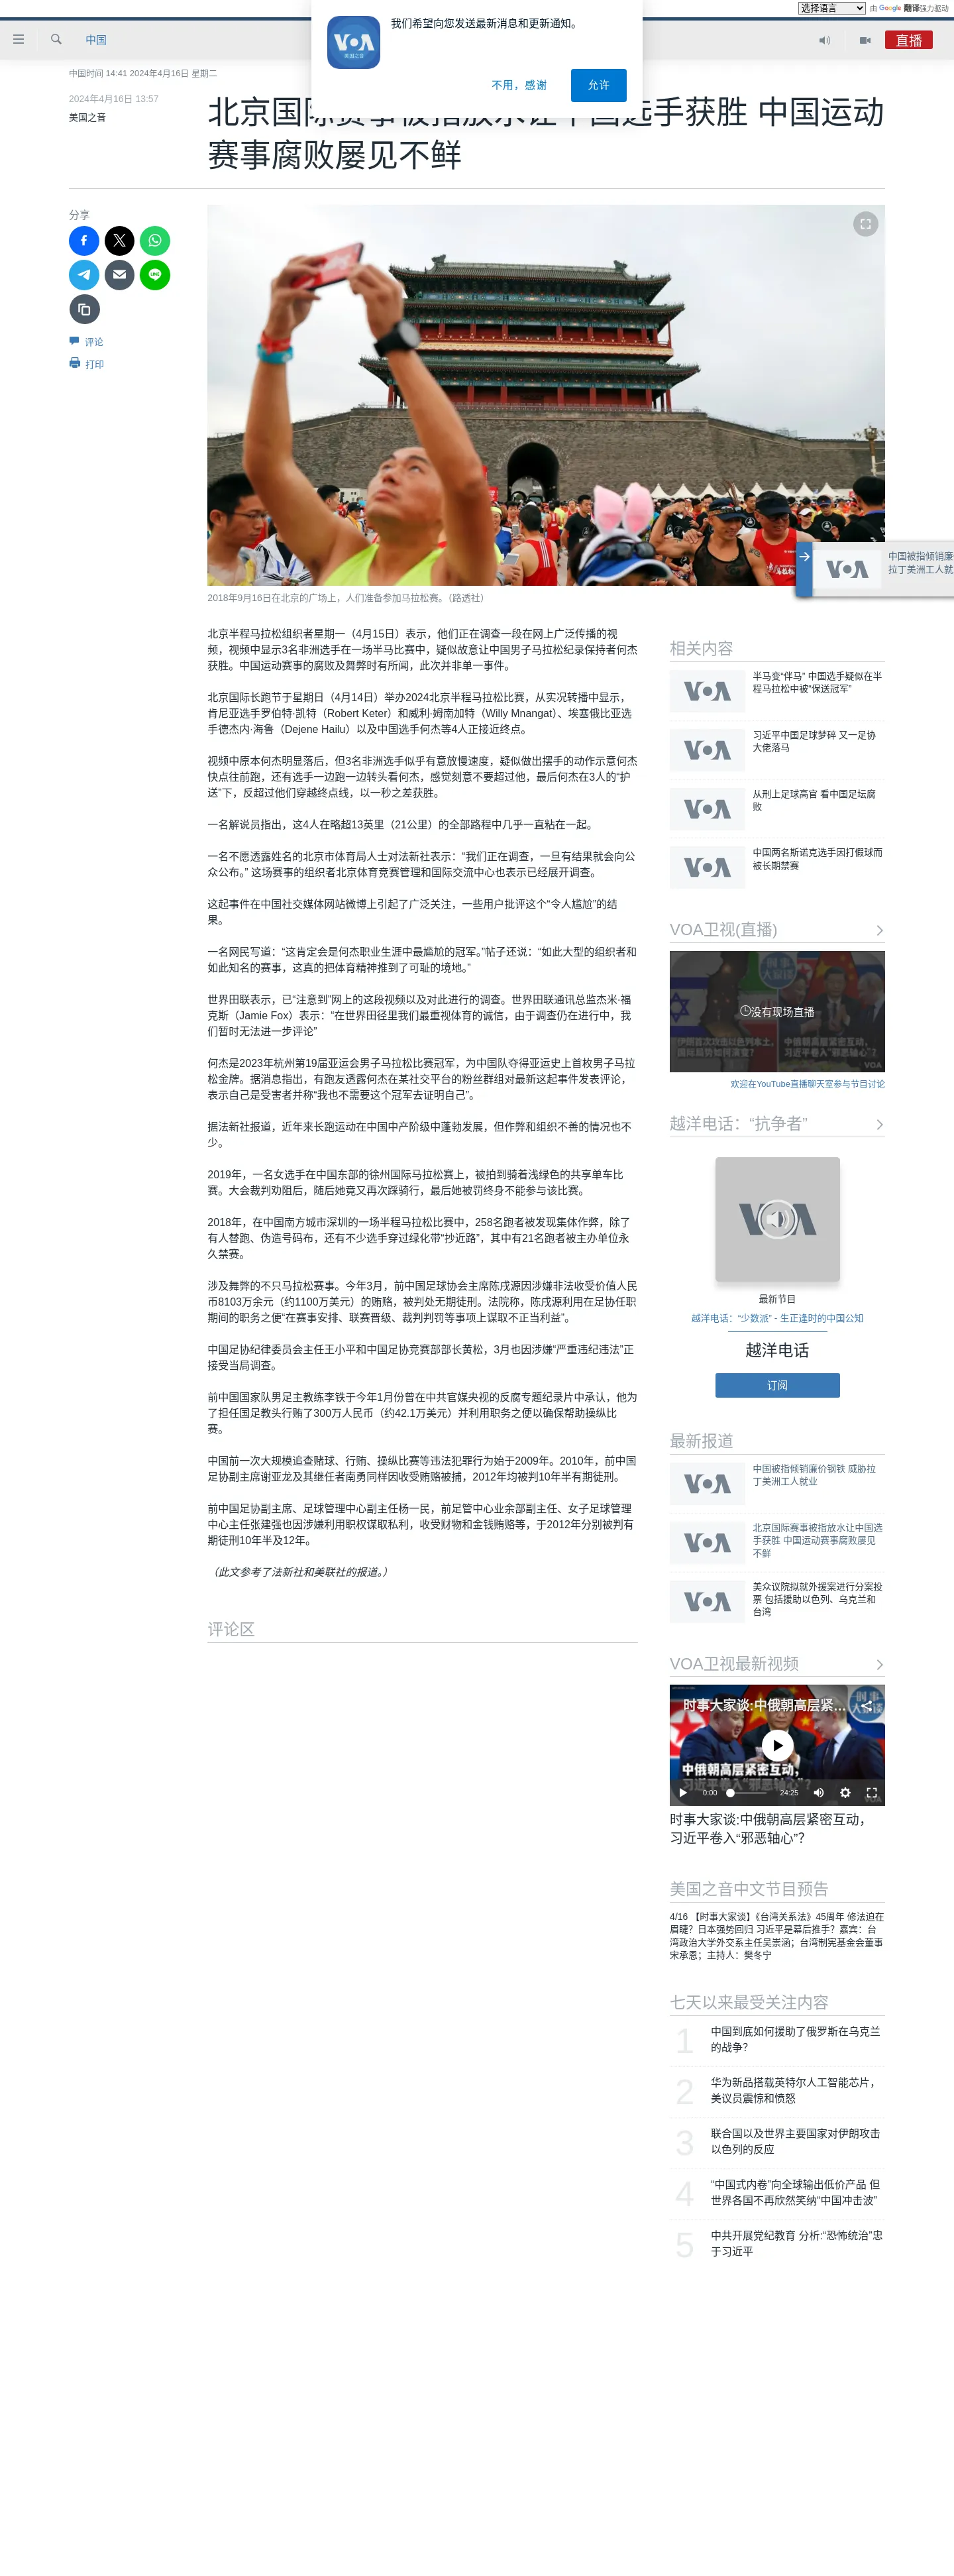 选择语言 由 Google 翻译强力驱动
VOA
美国之音
我们希望向您发送最新消息和更新通知。
不用，感谢
允许
中国
直播
中国时间 14:41 2024年4月16日 星期二
2024年4月16日 13:57
美国之音
北京国际赛事被指放水让中国选手获胜 中国运动
赛事腐败屡见不鲜
分享
评论
打印
2018年9月16日在北京的广场上，人们准备参加马拉松赛。（路透社）
中国被指倾销廉
拉丁美洲工人就
北京半程马拉松组织者星期一（4月15日）表示，他们正在调查一段在网上广泛传播的视
频，视频中显示3名非洲选手在一场半马比赛中，疑似故意让中国男子马拉松纪录保持者何杰
获胜。中国运动赛事的腐败及舞弊时有所闻，此次并非单一事件。
北京国际长跑节于星期日（4月14日）举办2024北京半程马拉松比赛，从实况转播中显示，
肯尼亚选手罗伯特·凯特（Robert Keter）和威利·姆南加特（Willy Mnangat）、埃塞俄比亚选
手德杰内·海鲁（Dejene Hailu）以及中国选手何杰等4人正接近终点。
视频中原本何杰明显落后，但3名非洲选手似乎有意放慢速度，疑似做出摆手的动作示意何杰
快点往前跑，还有选手一边跑一边转头看何杰，感觉刻意不要超过他，最后何杰在3人的“护
送”下，反超过他们穿越终点线，以一秒之差获胜。
一名解说员指出，这4人在略超13英里（21公里）的全部路程中几乎一直粘在一起。
一名不愿透露姓名的北京市体育局人士对法新社表示：“我们正在调查，一旦有结果就会向公
众公布。” 这场赛事的组织者北京体育竞赛管理和国际交流中心也表示已经展开调查。
这起事件在中国社交媒体网站微博上引起了广泛关注，一些用户批评这个“令人尴尬”的结
果。
一名网民写道：“这肯定会是何杰职业生涯中最尴尬的冠军。”帖子还说：“如此大型的组织者和
如此知名的赛事，这真的把体育精神推到了可耻的境地。”
世界田联表示，已“注意到”网上的这段视频以及对此进行的调查。世界田联通讯总监杰米·福
克斯（Jamie Fox）表示：“在世界田径里我们最重视体育的诚信，由于调查仍在进行中，我
们暂时无法进一步评论”
何杰是2023年杭州第19届亚运会男子马拉松比赛冠军，为中国队夺得亚运史上首枚男子马拉
松金牌。据消息指出，有跑友透露何杰在某社交平台的粉丝群组对最新这起事件发表评论，
表示自己是受害者并称“我也不需要这个冠军去证明自己”。
据法新社报道，近年来长跑运动在中国中产阶级中蓬勃发展，但作弊和组织不善的情况也不
少。
2019年，一名女选手在中国东部的徐州国际马拉松赛上，被拍到骑着浅绿色的共享单车比
赛。大会裁判劝阻后，随后她竟又再次踩骑行，最后她被罚终身不能参与该比赛。
2018年，在中国南方城市深圳的一场半程马拉松比赛中，258名跑者被发现集体作弊，除了
有人替跑、伪造号码布，还有不少选手穿过绿化带“抄近路”，其中有21名跑者被主办单位永
久禁赛。
涉及舞弊的不只马拉松赛事。今年3月，前中国足球协会主席陈戌源因涉嫌非法收受价值人民
币8103万余元（约1100万美元）的贿赂，被判处无期徒刑。法院称，陈戌源利用在足协任职
期间的职务之便“在赛事安排、联赛晋级、裁判判罚等事项上谋取不正当利益”。
中国足协纪律委员会主任王小平和中国足协竞赛部部长黄松，3月也因涉嫌“严重违纪违法”正
接受当局调查。
前中国国家队男足主教练李铁于今年1月份曾在中共官媒央视的反腐专题纪录片中承认，他为
了担任国足教头行贿了300万人民币（约42.1万美元）并利用职务之便以确保帮助操纵比
赛。
中国前一次大规模追查赌球、行贿、操纵比赛等违法犯罪行为始于2009年。2010年，前中国
足协副主席谢亚龙及其继任者南勇同样因收受贿赂被捕，2012年均被判10年半有期徒刑。
前中国足协副主席、足球管理中心副主任杨一民，前足管中心业余部副主任、女子足球管理
中心主任张建强也因涉嫌利用职权谋取私利，收受财物和金钱贿赂等，于2012年分别被判有
期徒刑10年半及12年。
（此文参考了法新社和美联社的报道。）
评论区
相关内容
半马变“伴马” 中国选手疑似在半
程马拉松中被“保送冠军”
习近平中国足球梦碎 又一足协
大佬落马
从刑上足球高官 看中国足坛腐
败
中国两名斯诺克选手因打假球而
被长期禁赛
VOA卫视(直播)
没有现场直播
欢迎在YouTube直播聊天室参与节目讨论
越洋电话：“抗争者”
最新节目
越洋电话：“少数派” - 生正逢时的中国公知
越洋电话
订阅
最新报道
中国被指倾销廉价钢铁 威胁拉
丁美洲工人就业
北京国际赛事被指放水让中国选
手获胜 中国运动赛事腐败屡见
不鲜
美众议院拟就外援案进行分案投
票 包括援助以色列、乌克兰和
台湾
VOA卫视最新视频
时事大家谈:中俄朝高层紧...
中俄朝高层紧密互动，
习近平卷入“邪恶轴心”？
0:00
24:25
时事大家谈:中俄朝高层紧密互动，
习近平卷入“邪恶轴心”？
美国之音中文节目预告
4/16 【时事大家谈】《台湾关系法》45周年 修法迫在
眉睫？日本强势回归 习近平是幕后推手？嘉宾：台
湾政治大学外交系主任吴崇涵；台湾制宪基金会董事
宋承恩；主持人：樊冬宁
七天以来最受关注内容
1 中国到底如何援助了俄罗斯在乌克兰
的战争？
2 华为新品搭载英特尔人工智能芯片，
美议员震惊和愤怒
3 联合国以及世界主要国家对伊朗攻击
以色列的反应
4 “中国式内卷”向全球输出低价产品 但
世界各国不再欣然笑纳“中国冲击波”
5 中共开展党纪教育 分析:“恐怖统治”忠
于习近平